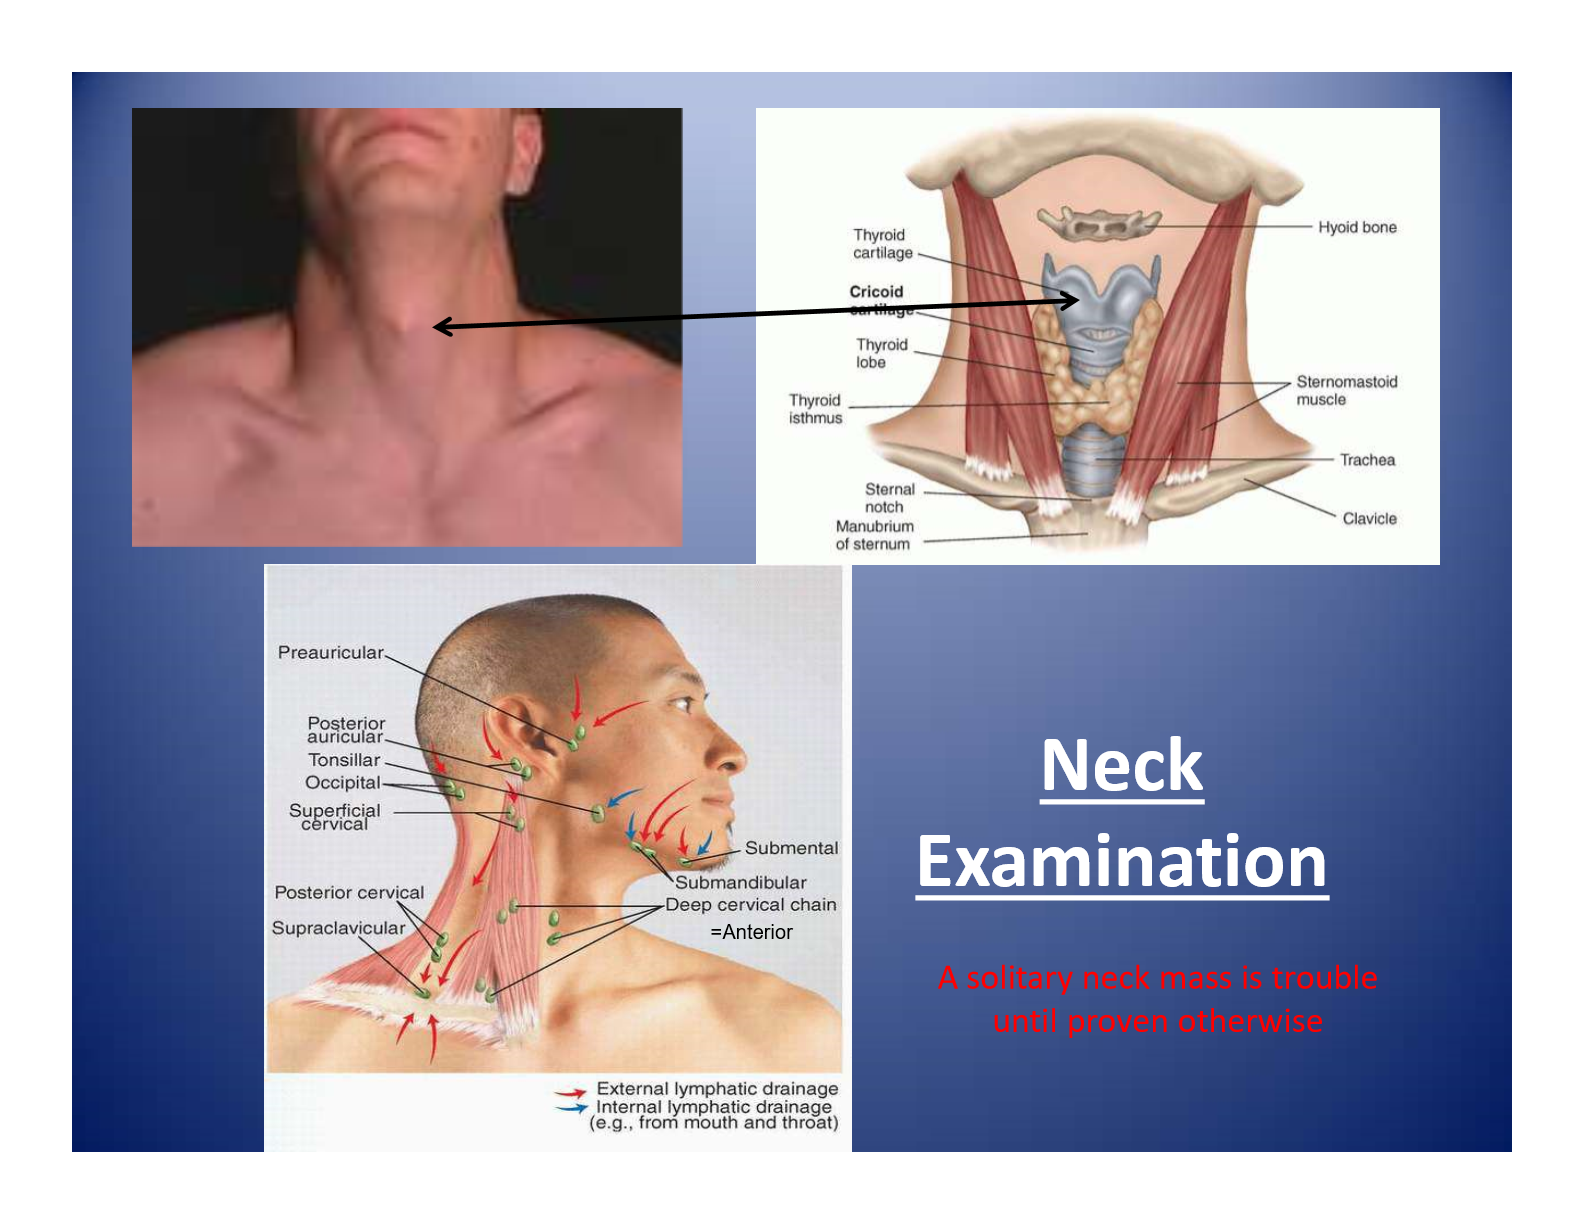 Thyroid
cartilage
Hyoid bone
Cricoid
cartilage
Thyroid
lobe
Sternomastoid
muscle
Thyroid
isthmus
Trachea
Sternal
notch
Clavicle
Manubrium
of sternum
Preauricular
Posterior
auricular
Tonsillar
Occipital
Superficial
cervical
Submental
Submandibular
Posterior cervical
Deep cervical chain
=Anterior
Supraclavicular
External lymphatic drainage
Internal lymphatic drainage
(e.g., from mouth and throat)
Neck
Examination
A solitary neck mass is trouble
until proven otherwise